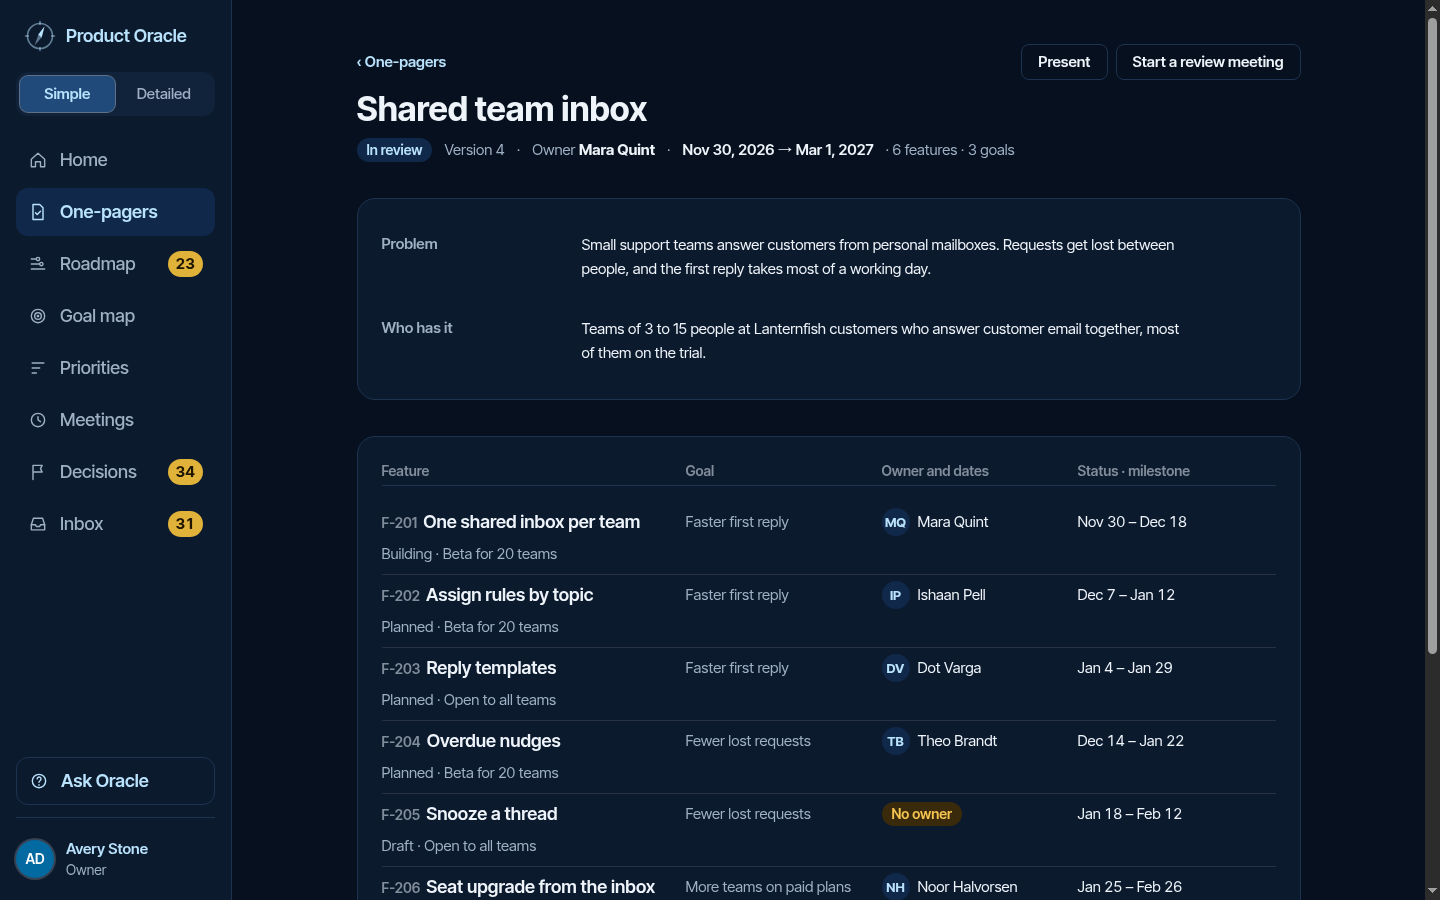 Product Oracle
Simple
Detailed
Home
One-pagers
Roadmap 23
Goal map
Priorities
Meetings
Decisions 34
Inbox 31
Ask Oracle
AD
Avery Stone
Owner
‹ One-pagers
Present
Start a review meeting
Shared team inbox
In review Version 4 · Owner Mara Quint · Nov 30, 2026 → Mar 1, 2027 · 6 features · 3 goals
Problem
Small support teams answer customers from personal mailboxes. Requests get lost between
people, and the first reply takes most of a working day.
Who has it
Teams of 3 to 15 people at Lanternfish customers who answer customer email together, most
of them on the trial.
Feature Goal Owner and dates Status · milestone
F-201 One shared inbox per team Faster first reply MQ Mara Quint Nov 30 – Dec 18
Building · Beta for 20 teams
F-202 Assign rules by topic Faster first reply IP Ishaan Pell Dec 7 – Jan 12
Planned · Beta for 20 teams
F-203 Reply templates Faster first reply DV Dot Varga Jan 4 – Jan 29
Planned · Open to all teams
F-204 Overdue nudges Fewer lost requests TB Theo Brandt Dec 14 – Jan 22
Planned · Beta for 20 teams
F-205 Snooze a thread Fewer lost requests No owner Jan 18 – Feb 12
Draft · Open to all teams
F-206 Seat upgrade from the inbox More teams on paid plans NH Noor Halvorsen Jan 25 – Feb 26